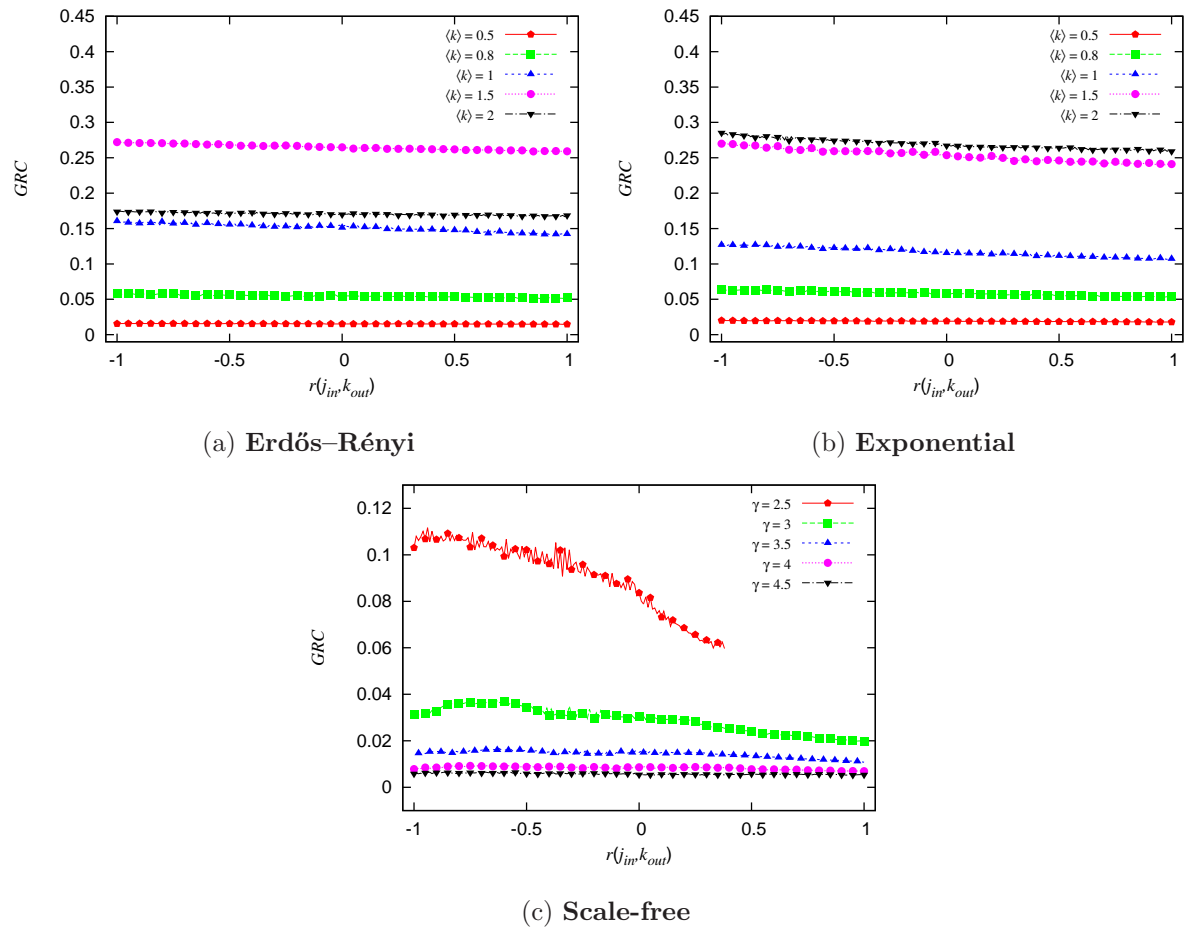 0.45
0.4
0.35
0.3
0.25
0.2
0.15
0.1
0.05
0
GRC
-1 -0.5 0 0.5 1
r(j_in,k_out)
⟨k⟩ = 0.5
⟨k⟩ = 0.8
⟨k⟩ = 1
⟨k⟩ = 1.5
⟨k⟩ = 2
(a) Erdős–Rényi
0.45
0.4
0.35
0.3
0.25
0.2
0.15
0.1
0.05
0
GRC
-1 -0.5 0 0.5 1
r(j_in,k_out)
⟨k⟩ = 0.5
⟨k⟩ = 0.8
⟨k⟩ = 1
⟨k⟩ = 1.5
⟨k⟩ = 2
(b) Exponential
0.12
0.1
0.08
0.06
0.04
0.02
0
GRC
-1 -0.5 0 0.5 1
r(j_in,k_out)
γ = 2.5
γ = 3
γ = 3.5
γ = 4
γ = 4.5
(c) Scale-free